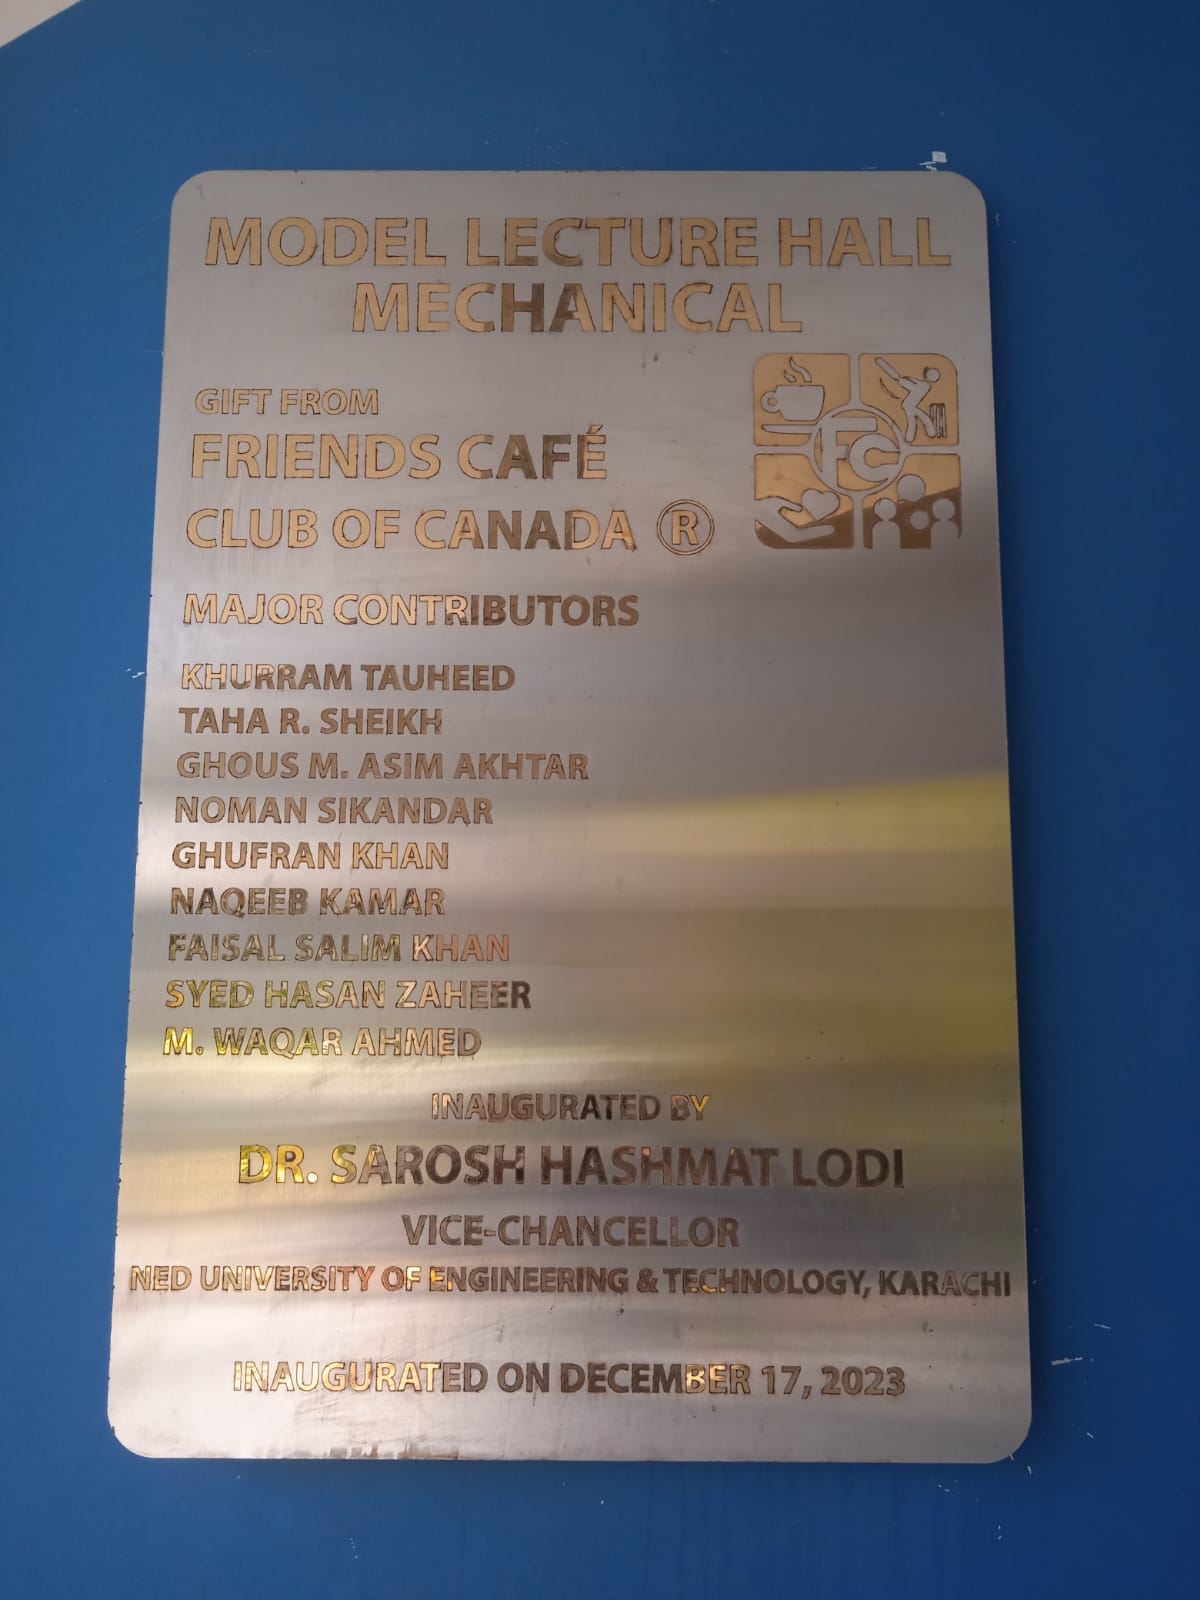 MODEL LECTURE HALL
MECHANICAL
GIFT FROM
FRIENDS CAFÉ
CLUB OF CANADA ®
FC
MAJOR CONTRIBUTORS
KHURRAM TAUHEED
TAHA R. SHEIKH
GHOUS M. ASIM AKHTAR
NOMAN SIKANDAR
GHUFRAN KHAN
NAQEEB KAMAR
FAISAL SALIM KHAN
SYED HASAN ZAHEER
M. WAQAR AHMED
INAUGURATED BY
DR. SAROSH HASHMAT LODI
VICE-CHANCELLOR
NED UNIVERSITY OF ENGINEERING & TECHNOLOGY, KARACHI
INAUGURATED ON DECEMBER 17, 2023